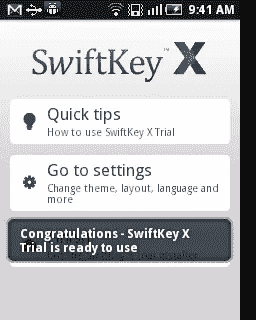 9:41 AM
SwiftKey™ X
Quick tips
How to use SwiftKey X Trial
Go to settings
Change theme, layout, language and
more
Congratulations - SwiftKey X
Trial is ready to use